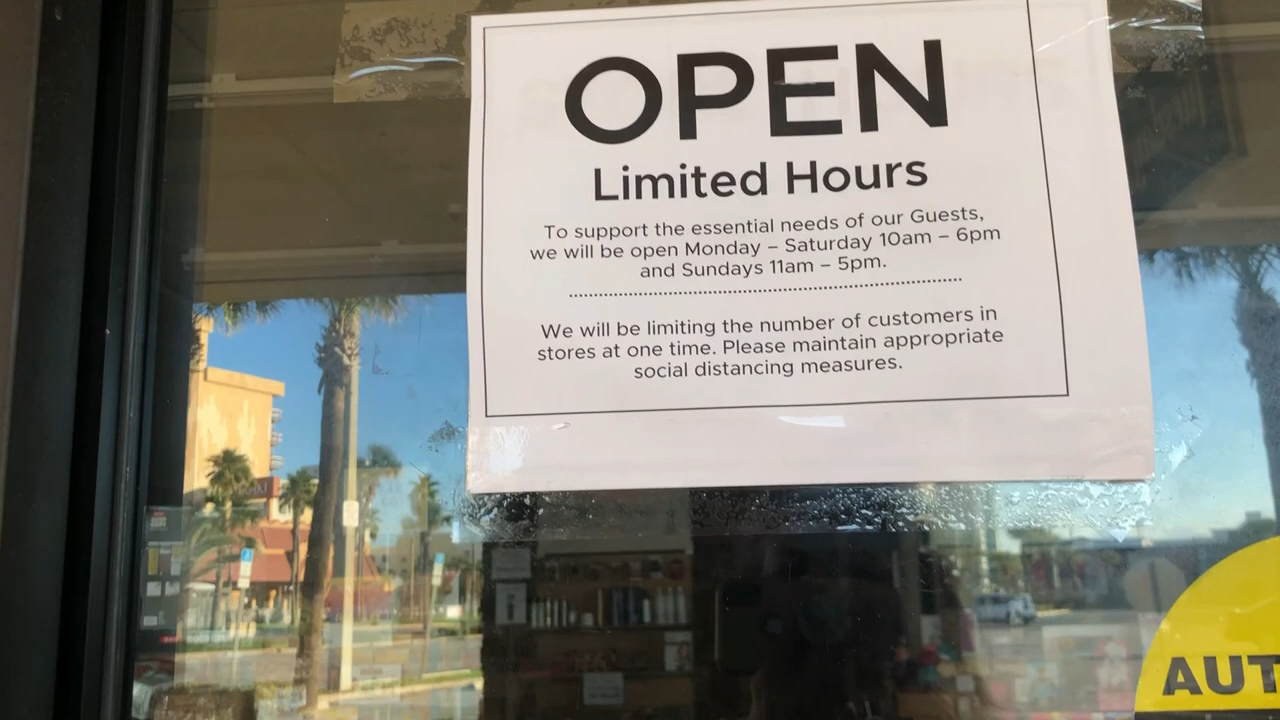 OPEN
Limited Hours
To support the essential needs of our Guests,
we will be open Monday – Saturday 10am – 6pm
and Sundays 11am – 5pm.
We will be limiting the number of customers in
stores at one time. Please maintain appropriate
social distancing measures.
AUT